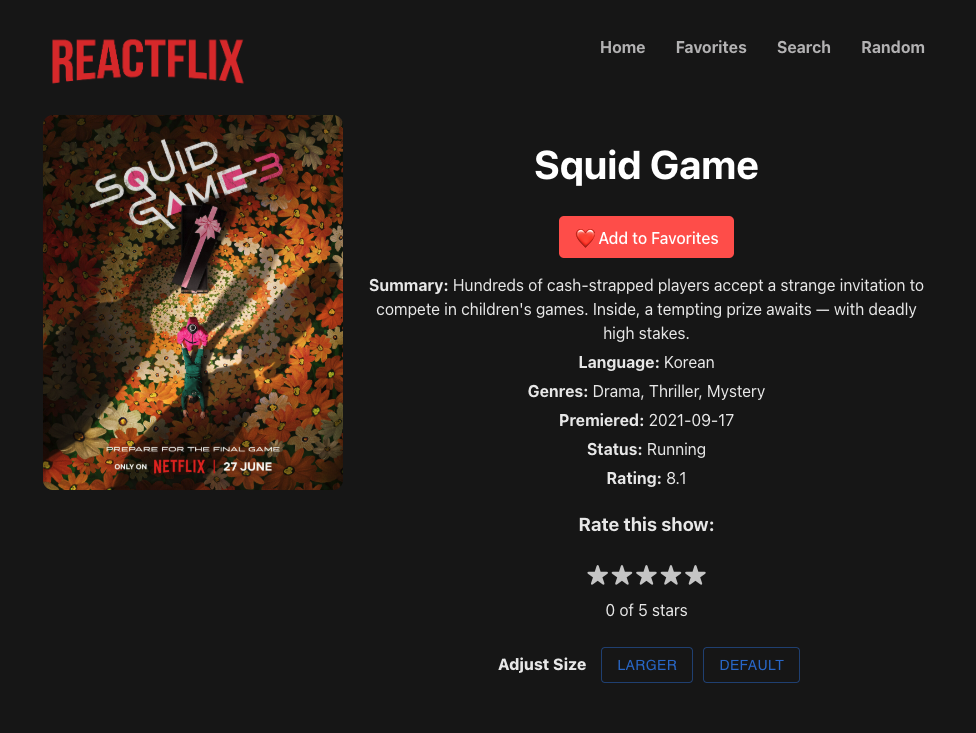 REACTFLIX
Home Favorites Search Random
SQUID
GAME 3
PREPARE FOR THE FINAL GAME
ONLY ON NETFLIX | 27 JUNE
Squid Game
❤️ Add to Favorites
Summary: Hundreds of cash-strapped players accept a strange invitation to
compete in children's games. Inside, a tempting prize awaits — with deadly
high stakes.
Language: Korean
Genres: Drama, Thriller, Mystery
Premiered: 2021-09-17
Status: Running
Rating: 8.1
Rate this show:
0 of 5 stars
Adjust Size LARGER DEFAULT